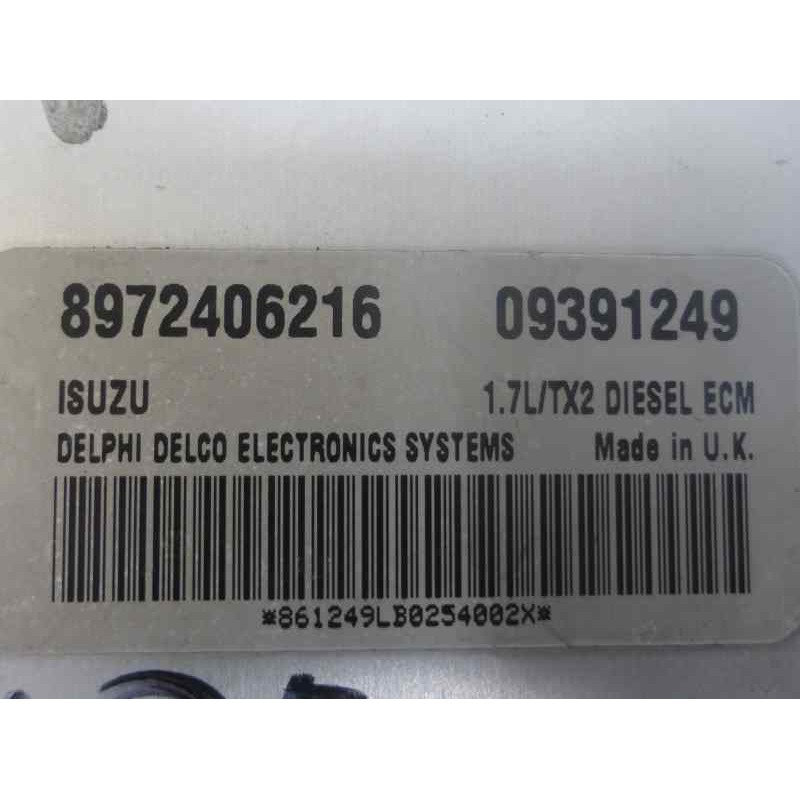 8972406216 09391249
ISUZU 1.7L/TX2 DIESEL ECM
DELPHI DELCO ELECTRONICS SYSTEMS Made in U.K.
*861249LB0254002X*